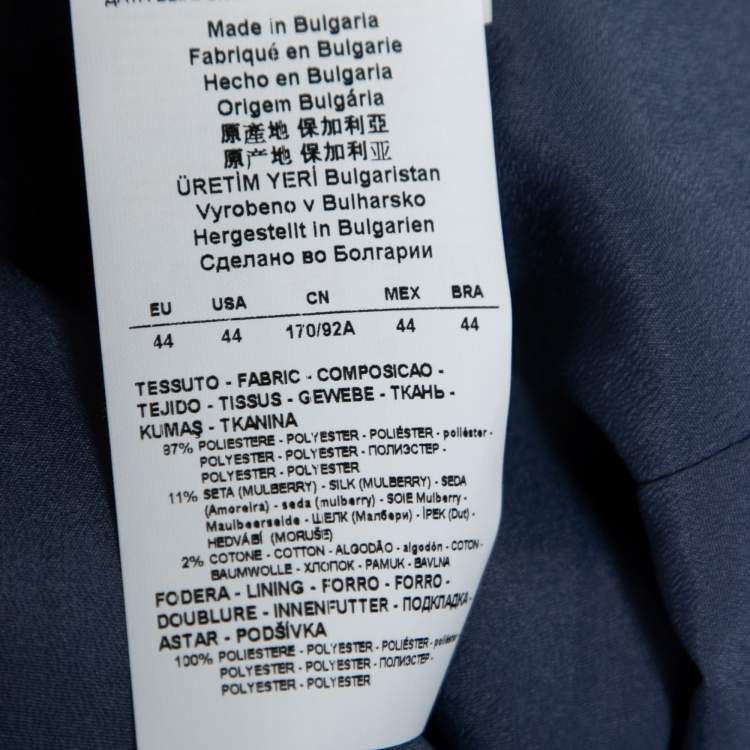 Made in Bulgaria
Fabriqué en Bulgarie
Hecho en Bulgaria
Origem Bulgária
原產地 保加利亞
原产地 保加利亚
ÜRETİM YERİ Bulgaristan
Vyrobeno v Bulharsko
Hergestellt in Bulgarien
Сделано во Болгарии
EU USA CN MEX BRA
44 44 170/92A 44 44
TESSUTO - FABRIC - COMPOSICAO -
TEJIDO - TISSUS - GEWEBE - ТКАНЬ -
KUMAŞ - TKANINA
87% POLIESTERE - POLYESTER - POLIÉSTER - poliéster -
POLYESTER - POLYESTER - ПОЛИЭСТЕР -
POLYESTER - POLYESTER
11% SETA (MULBERRY) - SILK (MULBERRY) - SEDA
(Amoreira) - seda (mulberry) - SOIE Mulberry -
Maulbeerseide - ШЕЛК (Малбери) - İPEK (Dut) -
HEDVÁBÍ (MORUŠE)
2% COTONE - COTTON - ALGODÃO - algodón - COTON -
BAUMWOLLE - ХЛОПОК - PAMUK - BAVLNA
FODERA - LINING - FORRO - FORRO -
DOUBLURE - INNENFUTTER - ПОДКЛАДКА -
ASTAR - PODŠÍVKA
100% POLIESTERE - POLYESTER - POLIÉSTER - poliéster
POLYESTER - POLYESTER - ПОЛИЭСТЕР -
POLYESTER - POLYESTER